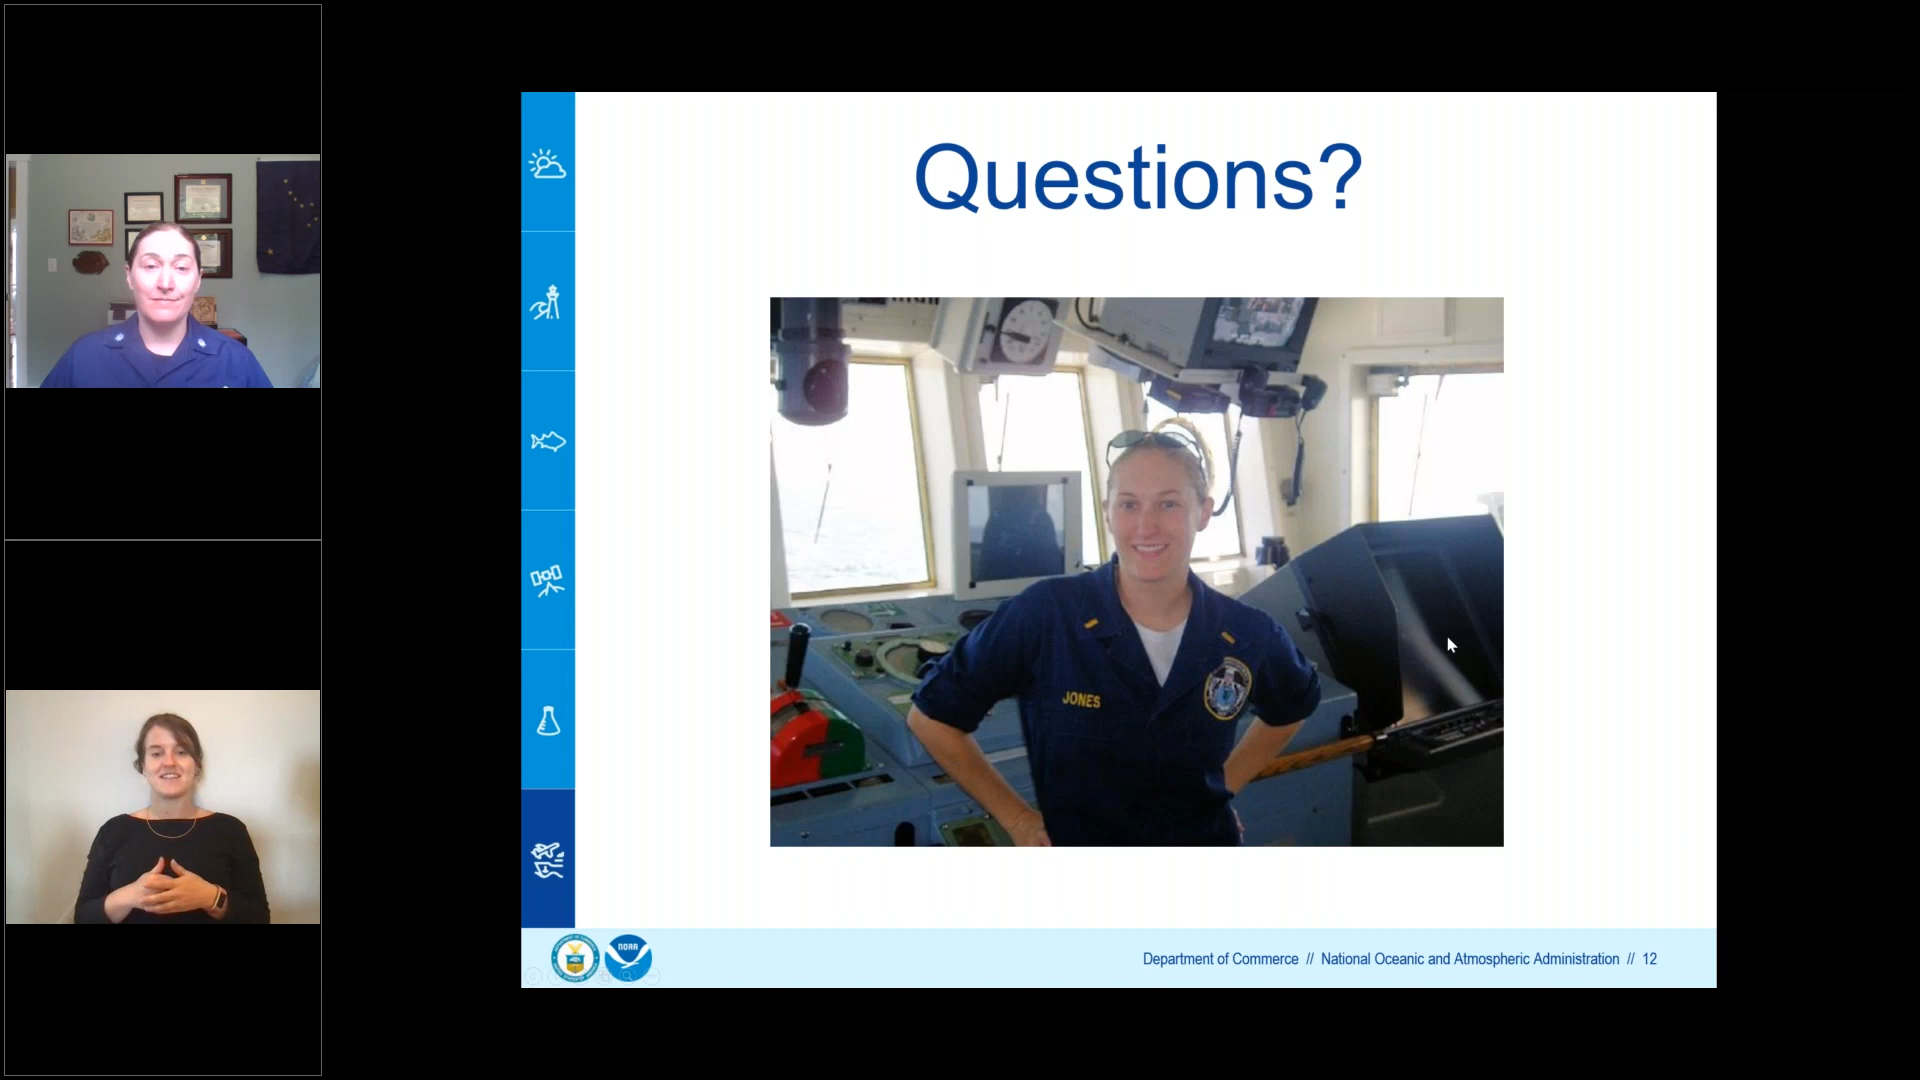 Questions?
JONES
NOAA
Department of Commerce // National Oceanic and Atmospheric Administration // 12